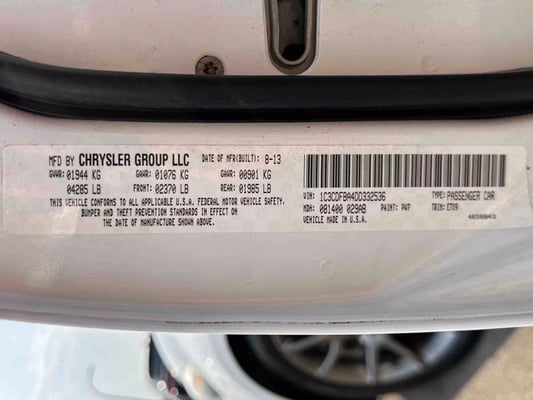 MFD BY CHRYSLER GROUP LLC DATE OF MFR(BUILT): 8-13
GVWR: 01944 KG GAWR: 01076 KG GAWR: 00901 KG
04285 LB FRONT: 02370 LB REAR: 01985 LB
THIS VEHICLE CONFORMS TO ALL APPLICABLE U.S.A. FEDERAL MOTOR VEHICLE SAFETY,
BUMPER AND THEFT PREVENTION STANDARDS IN EFFECT ON
THE DATE OF MANUFACTURE SHOWN ABOVE.
VIN: 1C3CDFBA4DD332536 TYPE: PASSENGER CAR
MDH: 081400 029AB PAINT: PW7 TRIM: E7X9
VEHICLE MADE IN U.S.A.